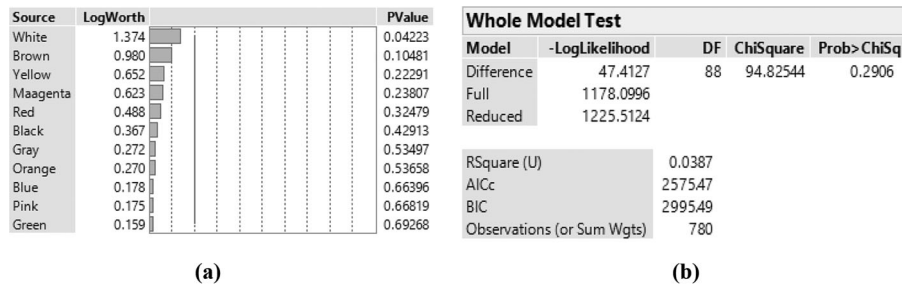 Source LogWorth PValue
White 1.374 0.04223
Brown 0.980 0.10481
Yellow 0.652 0.22291
Maagenta 0.623 0.23807
Red 0.488 0.32479
Black 0.367 0.42913
Gray 0.272 0.53497
Orange 0.270 0.53658
Blue 0.178 0.66396
Pink 0.175 0.66819
Green 0.159 0.69268
(a)
Whole Model Test
Model -LogLikelihood DF ChiSquare Prob>ChiSq
Difference 47.4127 88 94.82544 0.2906
Full 1178.0996
Reduced 1225.5124
RSquare (U) 0.0387
AICc 2575.47
BIC 2995.49
Observations (or Sum Wgts) 780
(b)